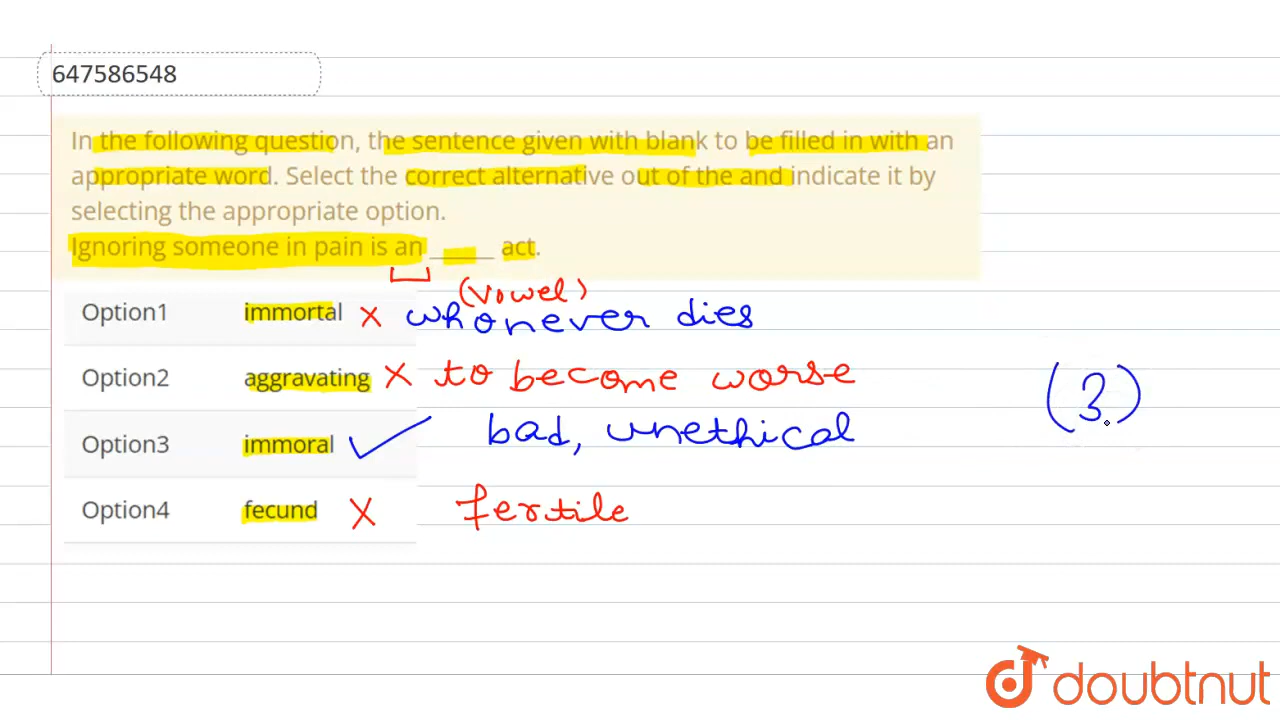 647586548
In the following question, the sentence given with blank to be filled in with an
appropriate word. Select the correct alternative out of the and indicate it by
selecting the appropriate option.
Ignoring someone in pain is an _____ act.
(Vowel)
Option1 immortal X whonever dies
Option2 aggravating X to become worse
(3)
Option3 immoral ✓ bad, unethical
Option4 fecund X fertile
doubtnut